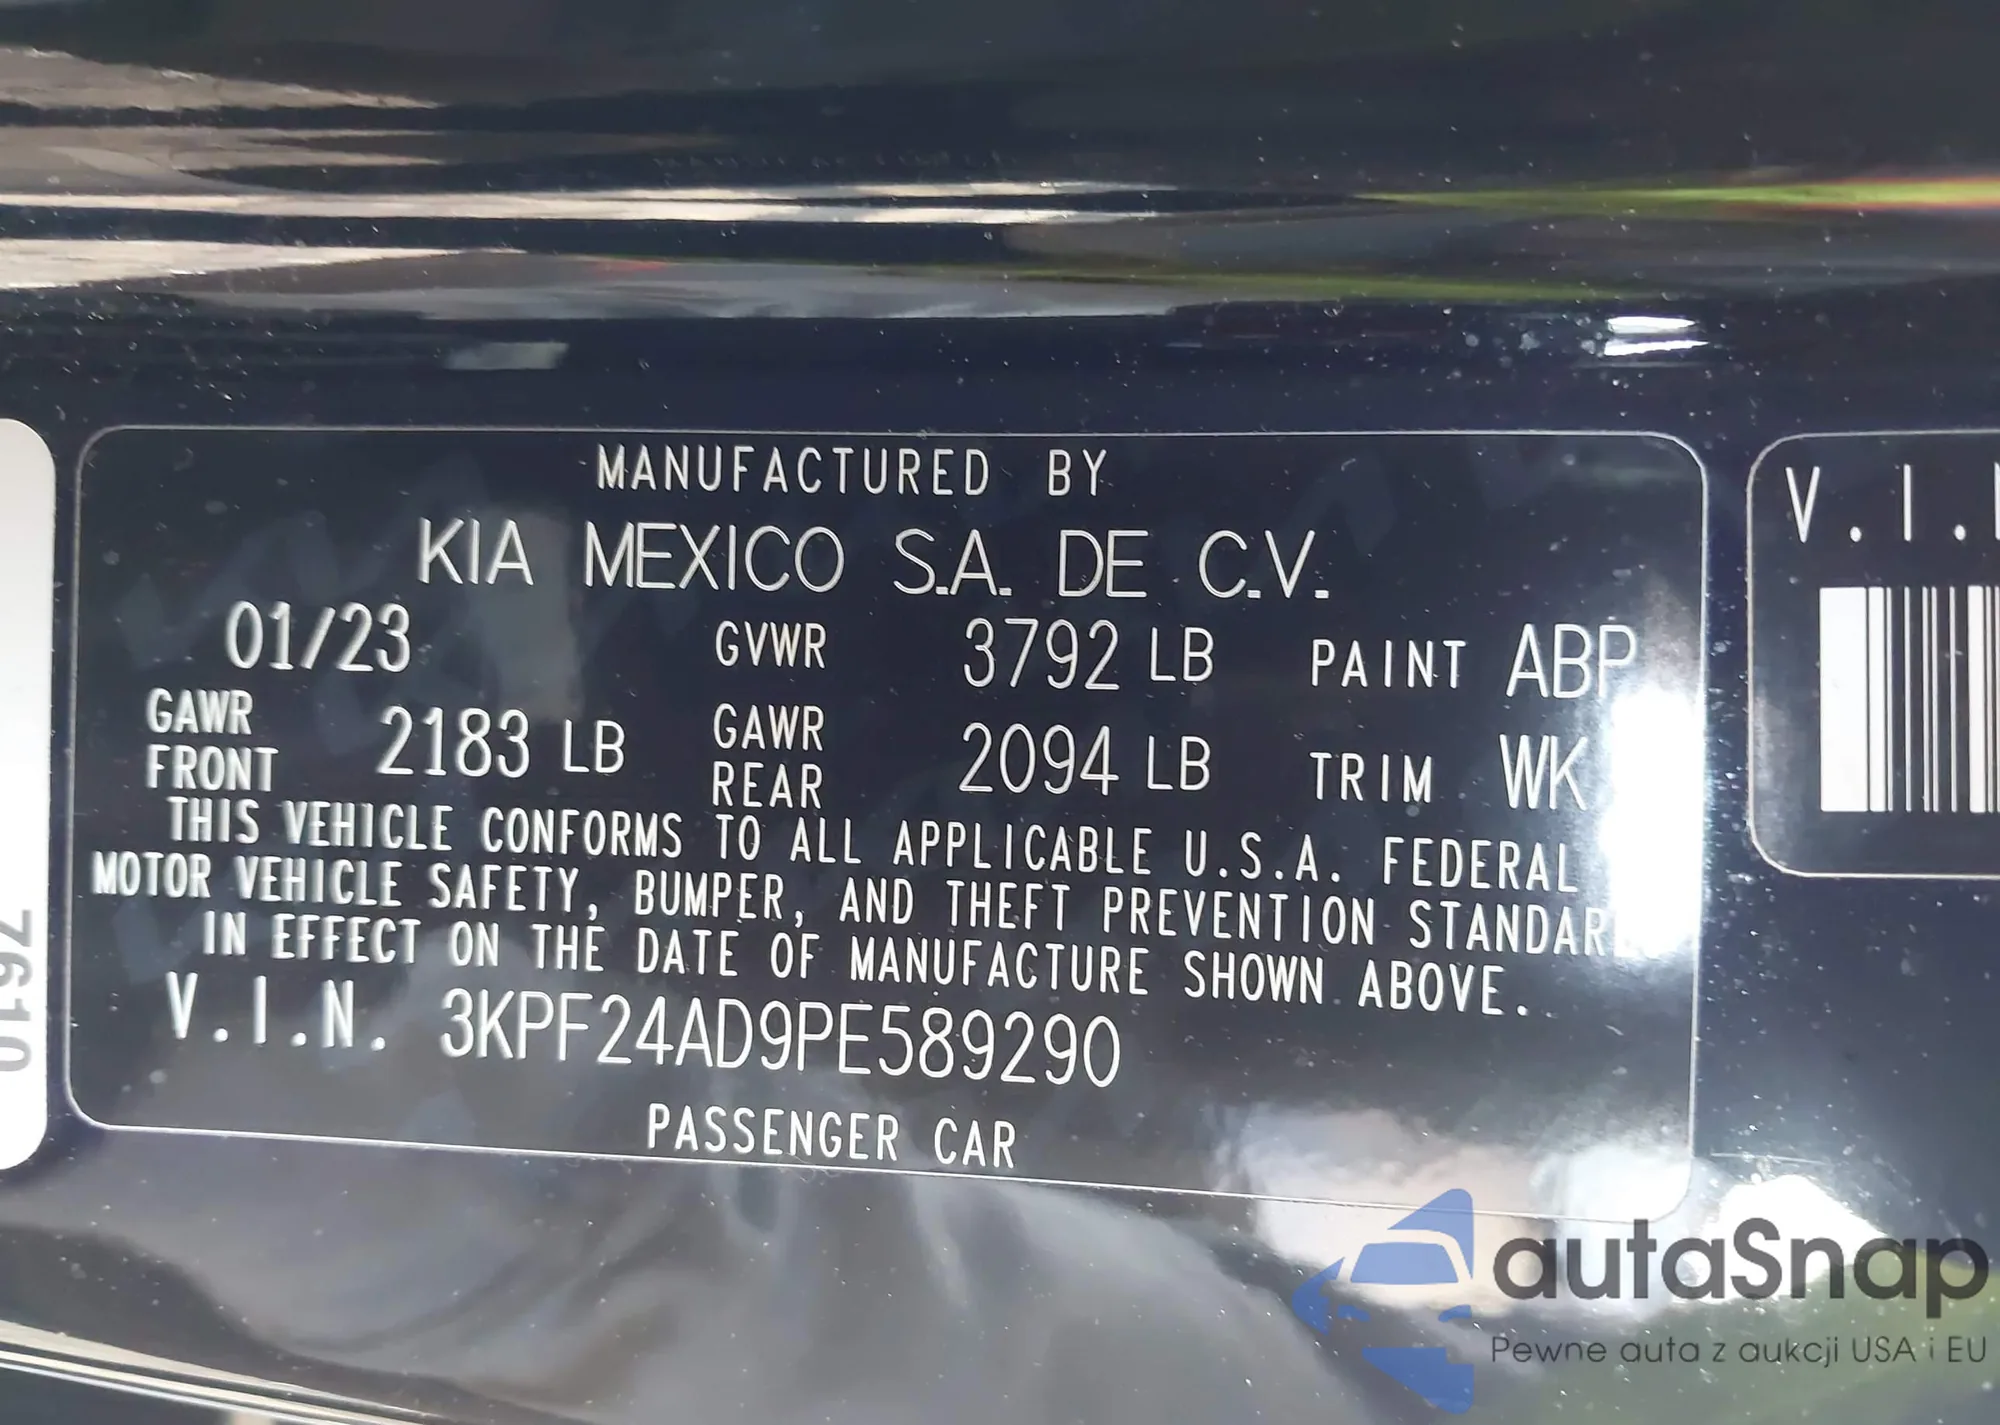 MANUFACTURED BY
KIA MEXICO S.A. DE C.V.
01/23 GVWR 3792 LB PAINT ABP
GAWR FRONT 2183 LB GAWR REAR 2094 LB TRIM WK
THIS VEHICLE CONFORMS TO ALL APPLICABLE U.S.A. FEDERAL
MOTOR VEHICLE SAFETY, BUMPER, AND THEFT PREVENTION STANDAR
IN EFFECT ON THE DATE OF MANUFACTURE SHOWN ABOVE.
V.I.N. 3KPF24AD9PE589290
PASSENGER CAR
V.I.
7610
autaSnap
Pewne auta z aukcji USA i EU